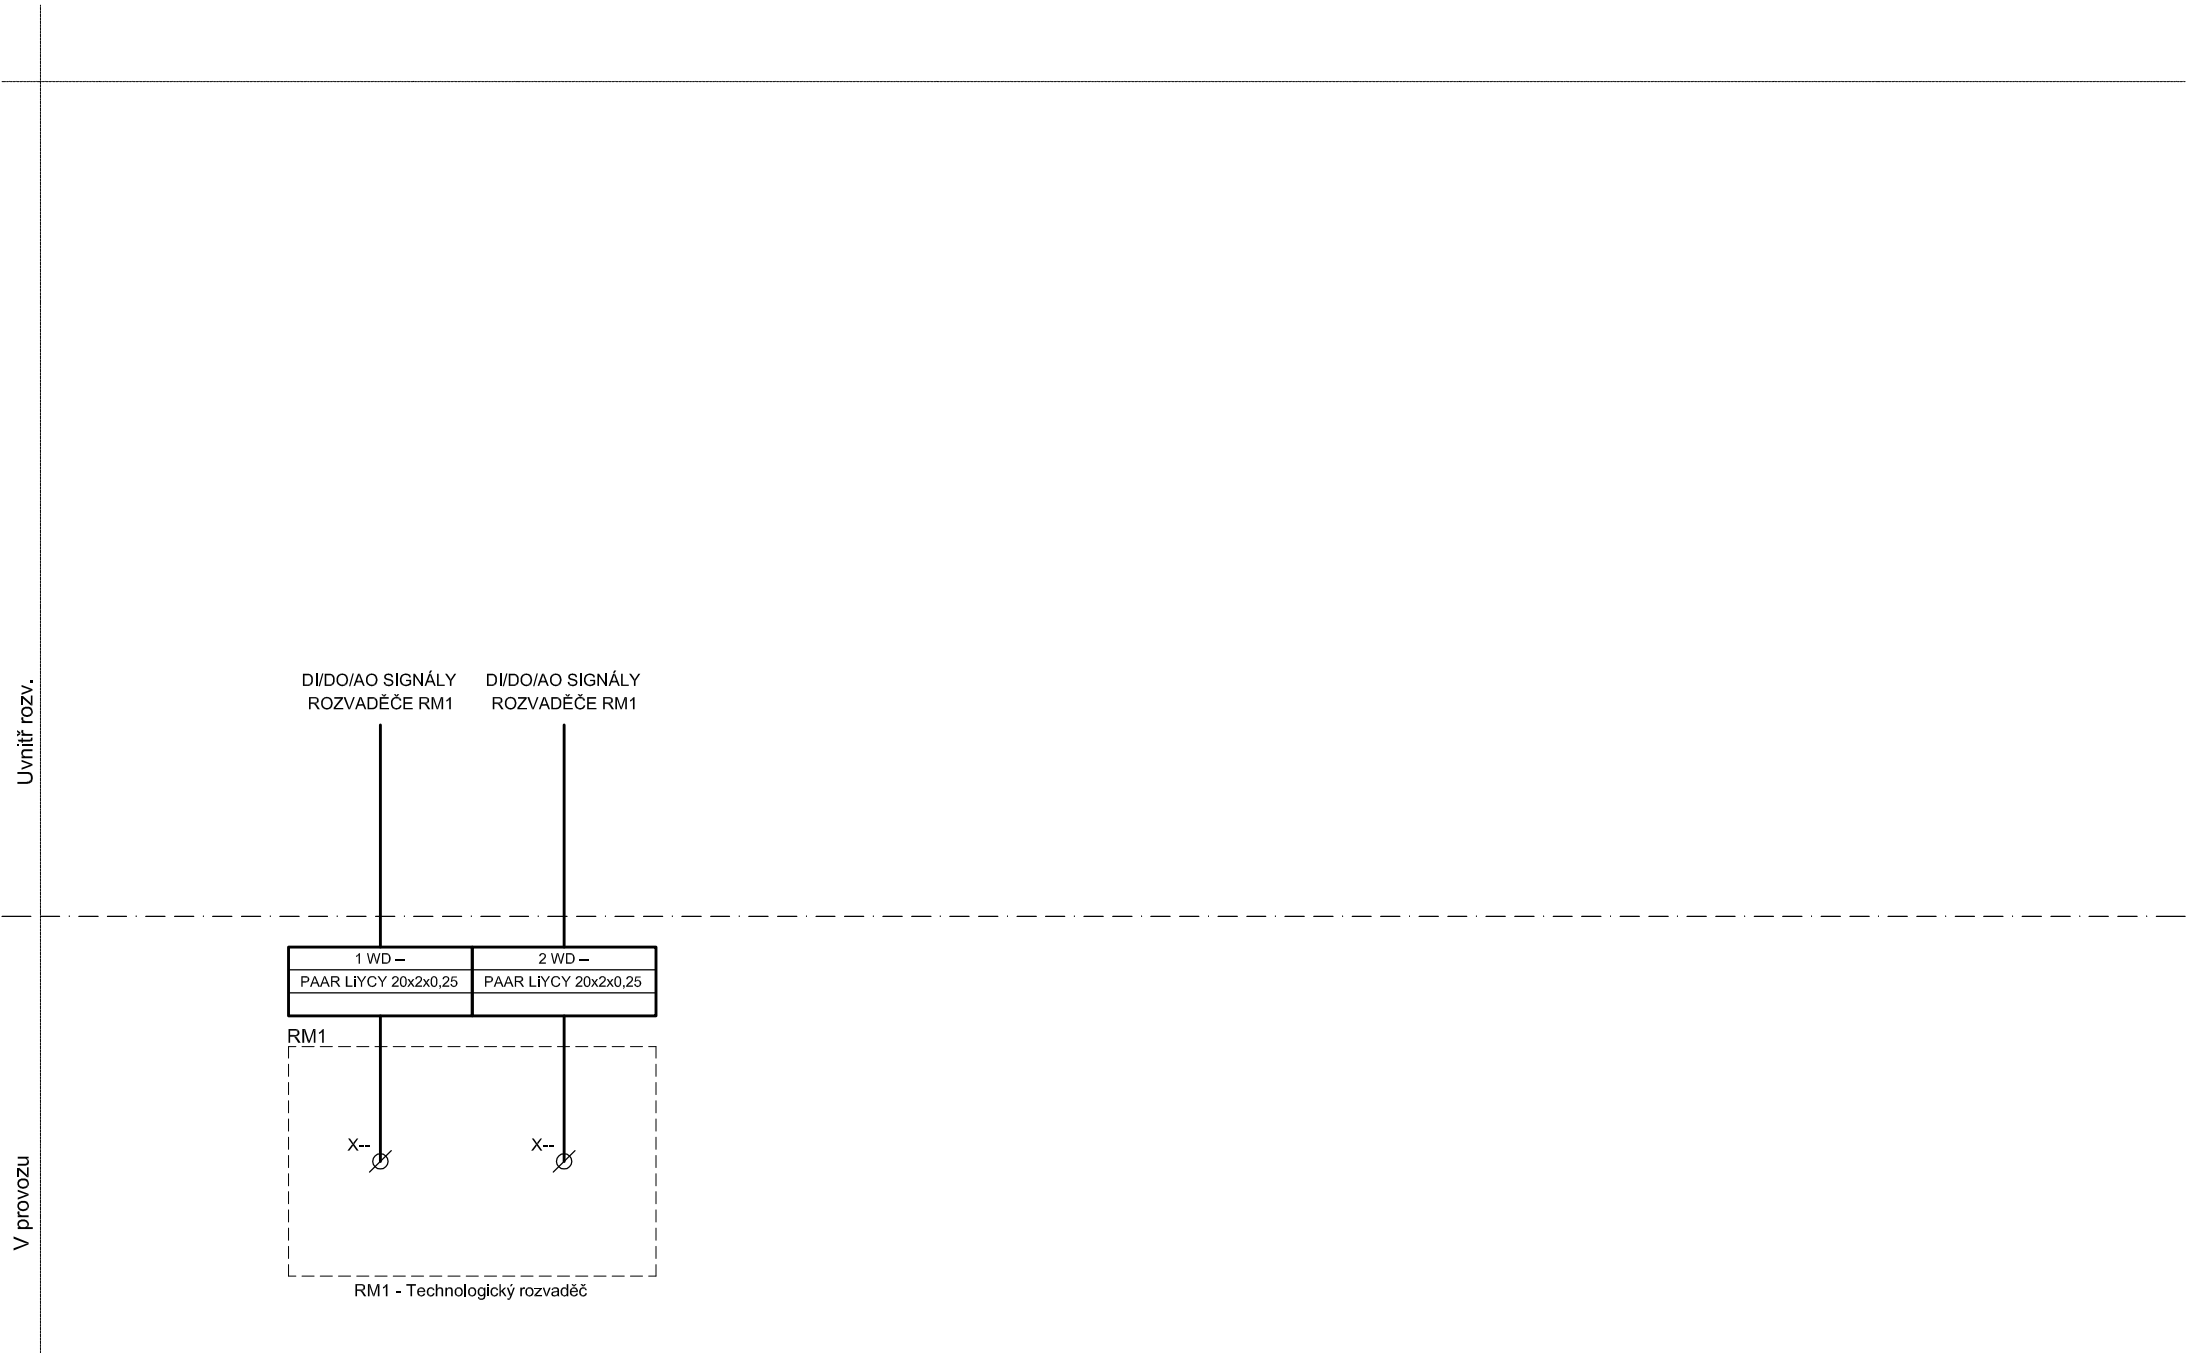 Uvnitř rozv.
DI/DO/AO SIGNÁLY
ROZVADĚČE RM1
DI/DO/AO SIGNÁLY
ROZVADĚČE RM1
1 WD –
2 WD –
PAAR LiYCY 20x2x0,25
PAAR LiYCY 20x2x0,25
RM1
X--
X--
V provozu
RM1 - Technologický rozvaděč